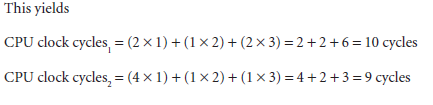 This yields
CPU clock cycles₁ = (2 × 1) + (1 × 2) + (2 × 3) = 2 + 2 + 6 = 10 cycles
CPU clock cycles₂ = (4 × 1) + (1 × 2) + (1 × 3) = 4 + 2 + 3 = 9 cycles